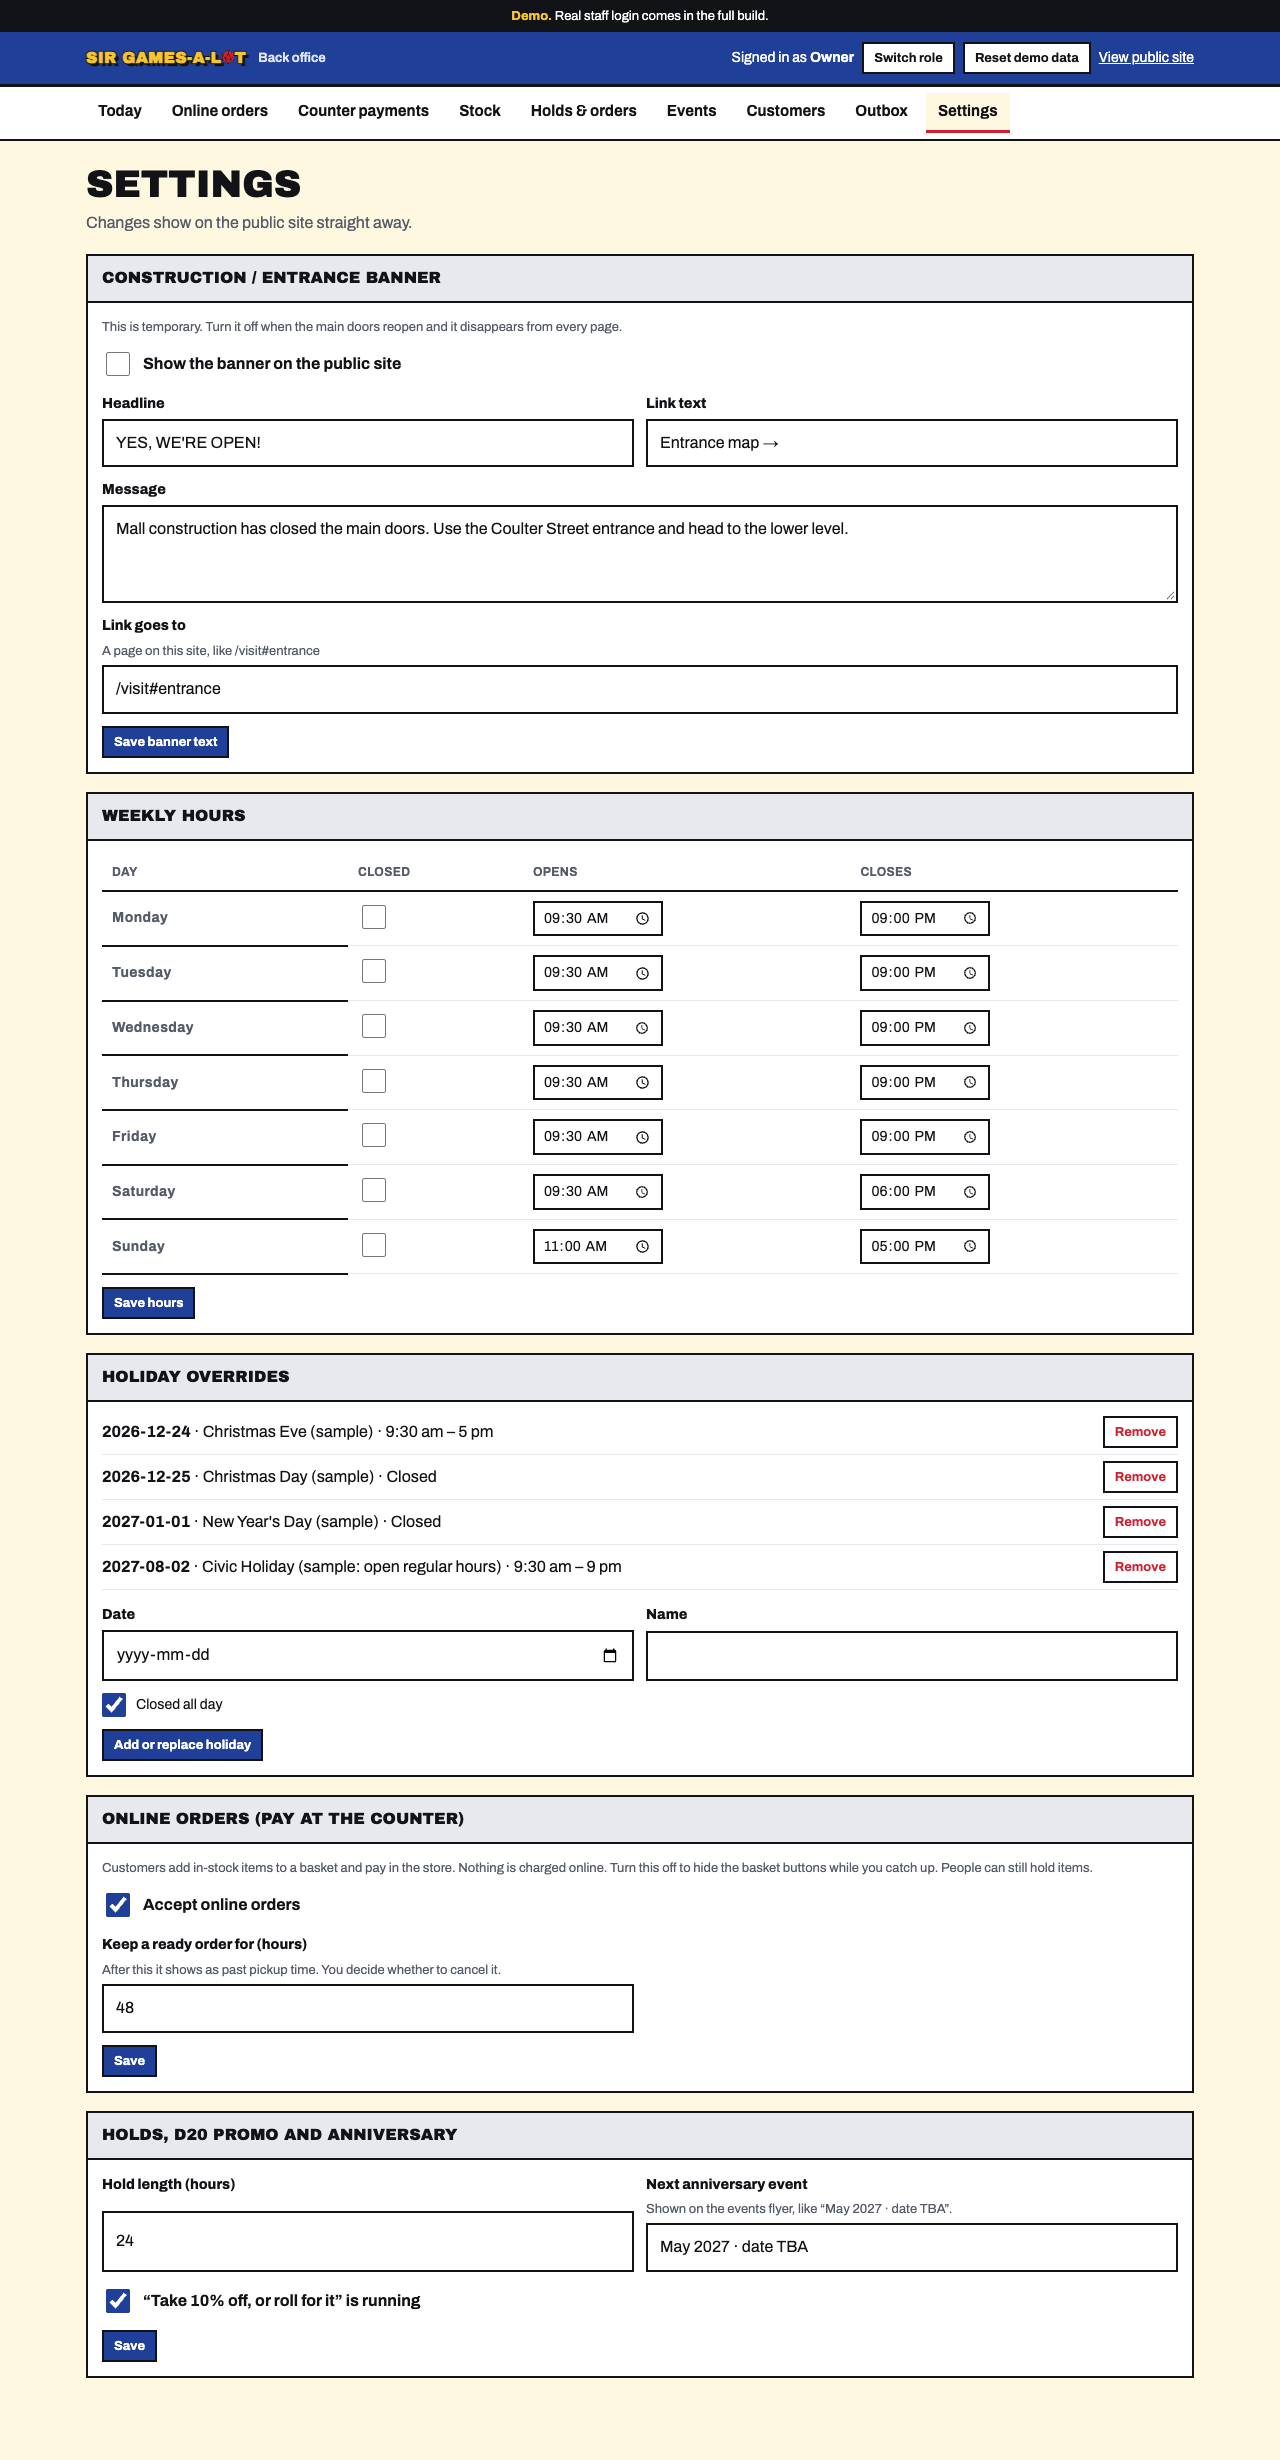 Demo. Real staff login comes in the full build.
SIR GAMES-A-LOT Back office
Signed in as Owner Switch role Reset demo data View public site
Today Online orders Counter payments Stock Holds & orders Events Customers Outbox Settings
SETTINGS
Changes show on the public site straight away.
CONSTRUCTION / ENTRANCE BANNER
This is temporary. Turn it off when the main doors reopen and it disappears from every page.
Show the banner on the public site
Headline Link text
YES, WE'RE OPEN! Entrance map →
Message
Mall construction has closed the main doors. Use the Coulter Street entrance and head to the lower level.
Link goes to
A page on this site, like /visit#entrance
/visit#entrance
Save banner text
WEEKLY HOURS
DAY CLOSED OPENS CLOSES
Monday 09:30 AM 09:00 PM
Tuesday 09:30 AM 09:00 PM
Wednesday 09:30 AM 09:00 PM
Thursday 09:30 AM 09:00 PM
Friday 09:30 AM 09:00 PM
Saturday 09:30 AM 06:00 PM
Sunday 11:00 AM 05:00 PM
Save hours
HOLIDAY OVERRIDES
2026-12-24 · Christmas Eve (sample) · 9:30 am – 5 pm Remove
2026-12-25 · Christmas Day (sample) · Closed Remove
2027-01-01 · New Year's Day (sample) · Closed Remove
2027-08-02 · Civic Holiday (sample: open regular hours) · 9:30 am – 9 pm Remove
Date Name
yyyy-mm-dd
Closed all day
Add or replace holiday
ONLINE ORDERS (PAY AT THE COUNTER)
Customers add in-stock items to a basket and pay in the store. Nothing is charged online. Turn this off to hide the basket buttons while you catch up. People can still hold items.
Accept online orders
Keep a ready order for (hours)
After this it shows as past pickup time. You decide whether to cancel it.
48
Save
HOLDS, D20 PROMO AND ANNIVERSARY
Hold length (hours) Next anniversary event
Shown on the events flyer, like “May 2027 · date TBA”.
24 May 2027 · date TBA
“Take 10% off, or roll for it” is running
Save